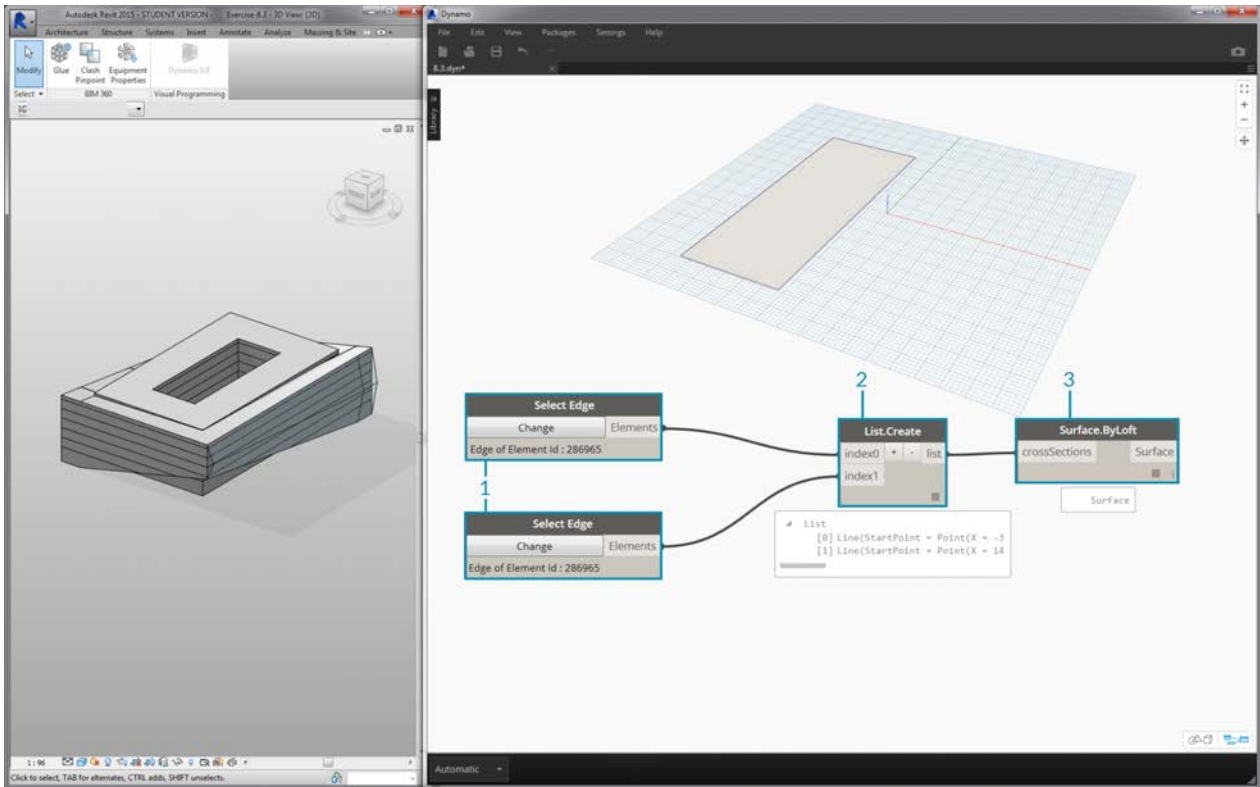 Autodesk Revit 2015 - STUDENT VERSION - Exercise-8.3 - 3D View: {3D}
Architecture Structure Systems Insert Annotate Analyze Massing & Site
Modify
Glue
Clash Pinpoint
Equipment Properties
Dynamo 0.8
Select
BIM 360
Visual Programming
FRONT
1 : 96
Click to select, TAB for alternates, CTRL adds, SHIFT unselects.
Dynamo
File Edit View Packages Settings Help
8.3.dyn*
Library
1
2
3
Select Edge
Change
Elements
Edge of Element Id : 286965
Select Edge
Change
Elements
Edge of Element Id : 286965
List.Create
index0 + - list
index1
List
[0] Line(StartPoint = Point(X = -3
[1] Line(StartPoint = Point(X = 14
Surface.ByLoft
crossSections Surface
Surface
Automatic